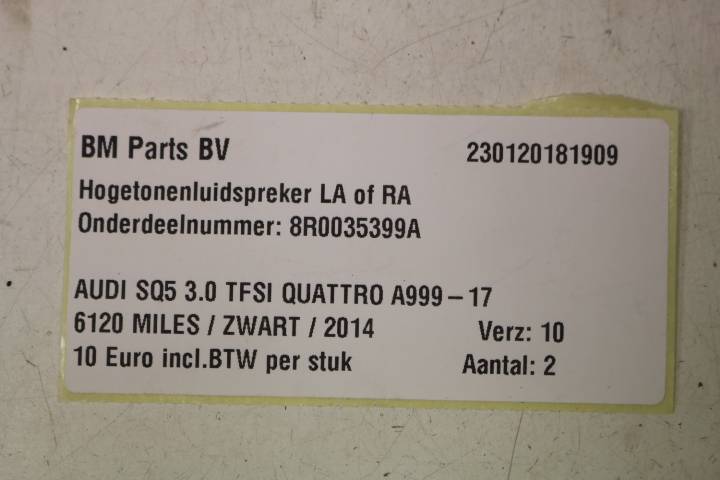 BM Parts BV 230120181909
Hogetonenluidspreker LA of RA
Onderdeelnummer: 8R0035399A
AUDI SQ5 3.0 TFSI QUATTRO A999-17
6120 MILES / ZWART / 2014 Verz: 10
10 Euro incl.BTW per stuk Aantal: 2